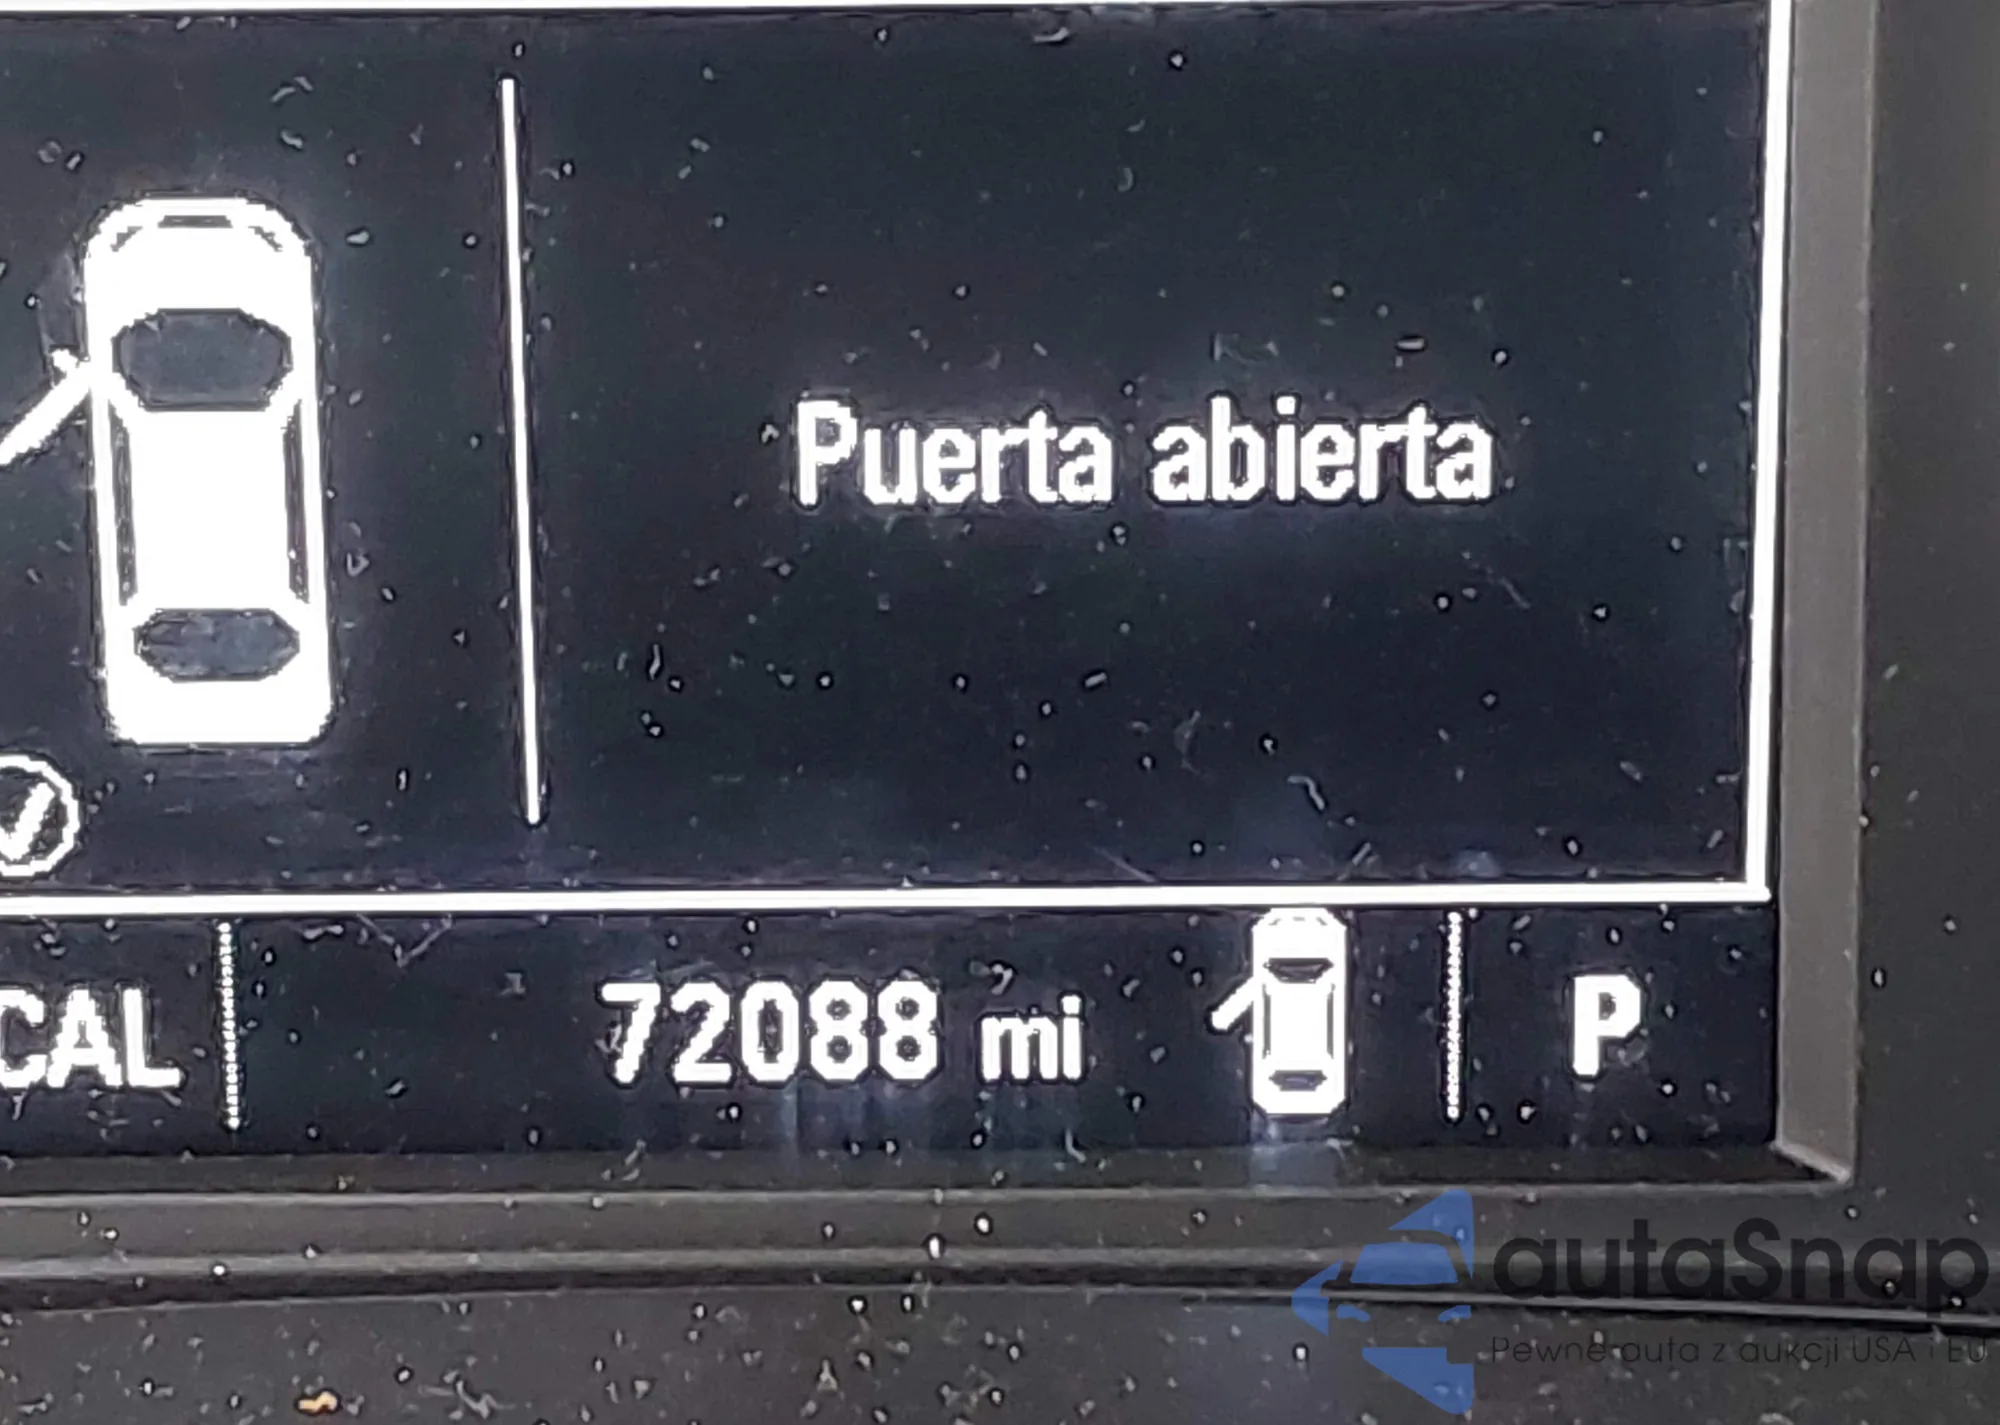 Puerta abierta
CAL
72088 mi
P
autaSnap
Pewne auta z aukcji USA i EU